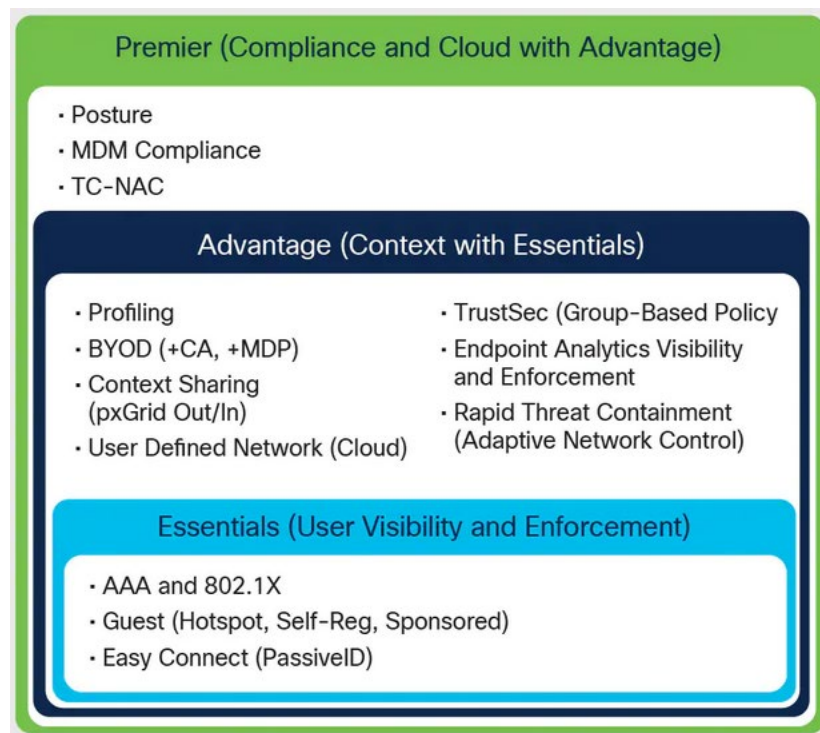 Premier (Compliance and Cloud with Advantage)
· Posture
· MDM Compliance
· TC-NAC
Advantage (Context with Essentials)
· Profiling
· BYOD (+CA, +MDP)
· Context Sharing
(pxGrid Out/In)
· User Defined Network (Cloud)
· TrustSec (Group-Based Policy
· Endpoint Analytics Visibility
and Enforcement
· Rapid Threat Containment
(Adaptive Network Control)
Essentials (User Visibility and Enforcement)
· AAA and 802.1X
· Guest (Hotspot, Self-Reg, Sponsored)
· Easy Connect (PassiveID)